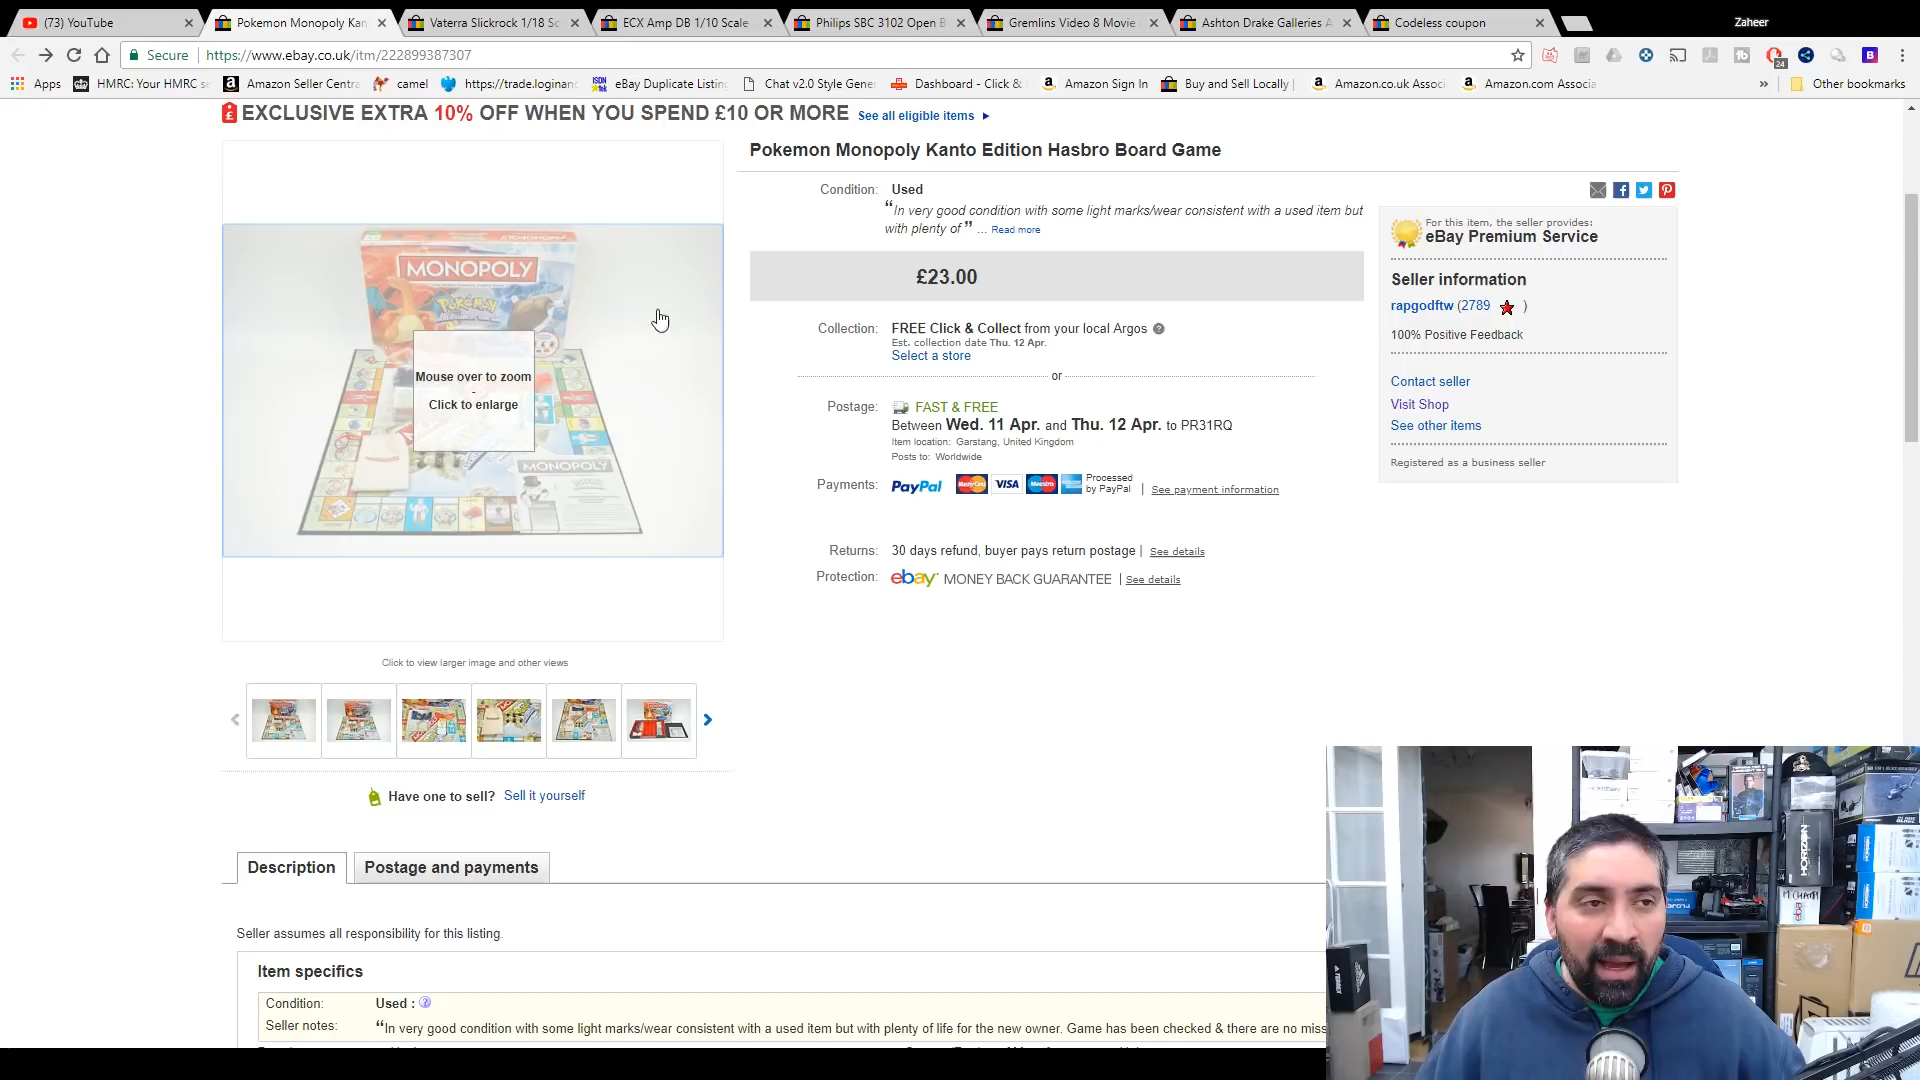 (73) YouTube
Pokemon Monopoly Kan
Vaterra Slickrock 1/18 Sc
ECX Amp DB 1/10 Scale
Philips SBC 3102 Open B
Gremlins Video 8 Movie
Ashton Drake Galleries A
Codeless coupon
Zaheer
Secure
https://www.ebay.co.uk/itm/222899387307
24
Apps
HMRC: Your HMRC se
Amazon Seller Centra
camel
https://trade.loginanc
eBay Duplicate Listing
Chat v2.0 Style Gene
Dashboard - Click &
Amazon Sign In
Buy and Sell Locally |
Amazon.co.uk Associ
Amazon.com Associa
»
Other bookmarks
EXCLUSIVE EXTRA 10% OFF WHEN YOU SPEND £10 OR MORE
See all eligible items
Pokemon Monopoly Kanto Edition Hasbro Board Game
Condition:
Used
“In very good condition with some light marks/wear consistent with a used item but
with plenty of ” ... Read more
£23.00
Collection:
FREE Click & Collect from your local Argos
Est. collection date Thu. 12 Apr.
Select a store
or
Postage:
FAST & FREE
Between Wed. 11 Apr. and Thu. 12 Apr. to PR31RQ
Item location: Garstang, United Kingdom
Posts to: Worldwide
Payments:
PayPal
MasterCard
VISA
Maestro
Processed
by PayPal
| See payment information
Returns:
30 days refund, buyer pays return postage | See details
Protection:
ebay MONEY BACK GUARANTEE | See details
For this item, the seller provides:
eBay Premium Service
Seller information
rapgodftw (2789 )
100% Positive Feedback
Contact seller
Visit Shop
See other items
Registered as a business seller
MONOPOLY
POKÉMON
Mouse over to zoom
-
Click to enlarge
MONOPOLY
Click to view larger image and other views
Have one to sell? Sell it yourself
Description
Postage and payments
Seller assumes all responsibility for this listing.
Item specifics
Condition:
Used :
Seller notes:
“In very good condition with some light marks/wear consistent with a used item but with plenty of life for the new owner. Game has been checked & there are no miss
HORIZON
BLADE